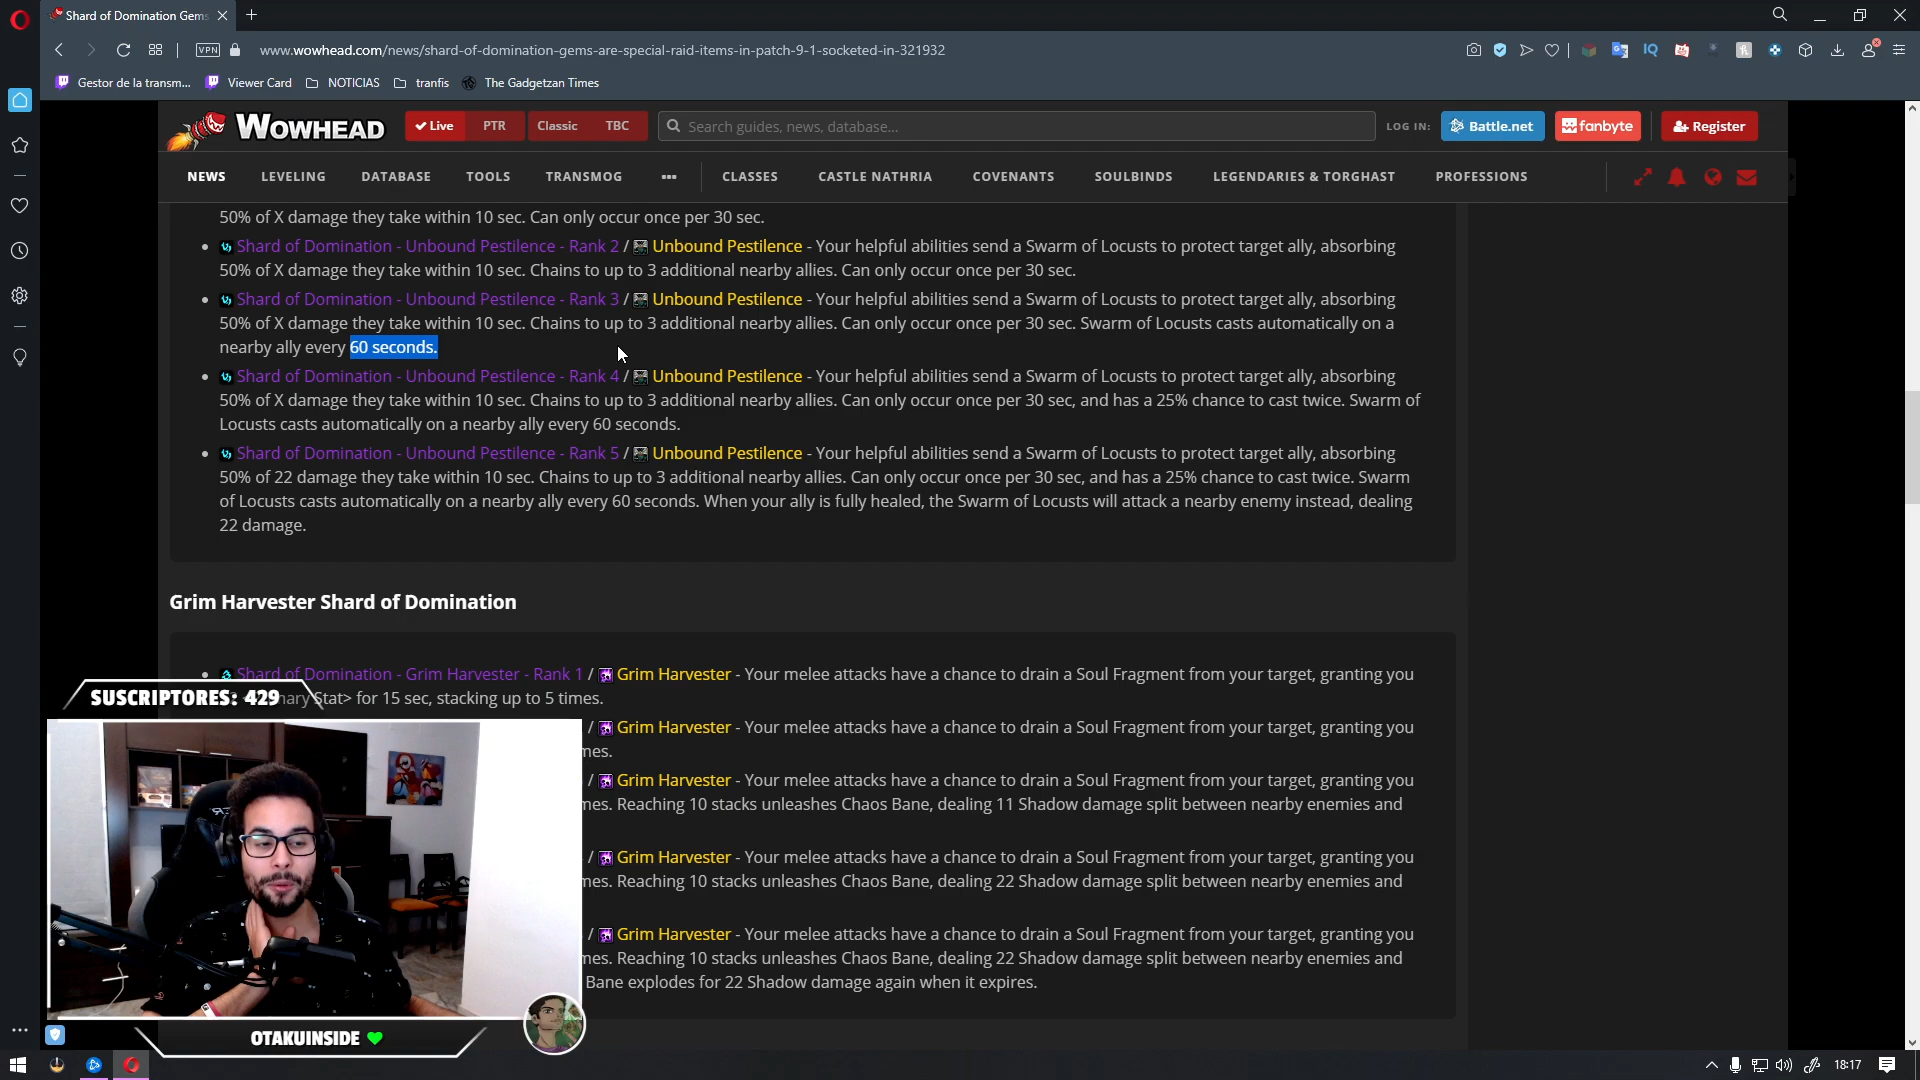 Shard of Domination Gems
VPN
www.wowhead.com/news/shard-of-domination-gems-are-special-raid-items-in-patch-9-1-socketed-in-321932
IQ
Gestor de la transm... Viewer Card NOTICIAS tranfis The Gadgetzan Times
WOWHEAD Live PTR Classic TBC Search guides, news, database... LOG IN: Battle.net fanbyte Register
NEWS LEVELING DATABASE TOOLS TRANSMOG ••• CLASSES CASTLE NATHRIA COVENANTS SOULBINDS LEGENDARIES & TORGHAST PROFESSIONS
50% of X damage they take within 10 sec. Can only occur once per 30 sec.
• Shard of Domination - Unbound Pestilence - Rank 2 / Unbound Pestilence - Your helpful abilities send a Swarm of Locusts to protect target ally, absorbing
50% of X damage they take within 10 sec. Chains to up to 3 additional nearby allies. Can only occur once per 30 sec.
• Shard of Domination - Unbound Pestilence - Rank 3 / Unbound Pestilence - Your helpful abilities send a Swarm of Locusts to protect target ally, absorbing
50% of X damage they take within 10 sec. Chains to up to 3 additional nearby allies. Can only occur once per 30 sec. Swarm of Locusts casts automatically on a
nearby ally every 60 seconds.
• Shard of Domination - Unbound Pestilence - Rank 4 / Unbound Pestilence - Your helpful abilities send a Swarm of Locusts to protect target ally, absorbing
50% of X damage they take within 10 sec. Chains to up to 3 additional nearby allies. Can only occur once per 30 sec, and has a 25% chance to cast twice. Swarm of
Locusts casts automatically on a nearby ally every 60 seconds.
• Shard of Domination - Unbound Pestilence - Rank 5 / Unbound Pestilence - Your helpful abilities send a Swarm of Locusts to protect target ally, absorbing
50% of 22 damage they take within 10 sec. Chains to up to 3 additional nearby allies. Can only occur once per 30 sec, and has a 25% chance to cast twice. Swarm
of Locusts casts automatically on a nearby ally every 60 seconds. When your ally is fully healed, the Swarm of Locusts will attack a nearby enemy instead, dealing
22 damage.
Grim Harvester Shard of Domination
• Shard of Domination - Grim Harvester - Rank 1 / Grim Harvester - Your melee attacks have a chance to drain a Soul Fragment from your target, granting you
Stat> for 15 sec, stacking up to 5 times.
SUSCRIPTORES: 429
/ Grim Harvester - Your melee attacks have a chance to drain a Soul Fragment from your target, granting you
mes.
/ Grim Harvester - Your melee attacks have a chance to drain a Soul Fragment from your target, granting you
mes. Reaching 10 stacks unleashes Chaos Bane, dealing 11 Shadow damage split between nearby enemies and
/ Grim Harvester - Your melee attacks have a chance to drain a Soul Fragment from your target, granting you
mes. Reaching 10 stacks unleashes Chaos Bane, dealing 22 Shadow damage split between nearby enemies and
/ Grim Harvester - Your melee attacks have a chance to drain a Soul Fragment from your target, granting you
mes. Reaching 10 stacks unleashes Chaos Bane, dealing 22 Shadow damage split between nearby enemies and
Bane explodes for 22 Shadow damage again when it expires.
OTAKUINSIDE
18:17